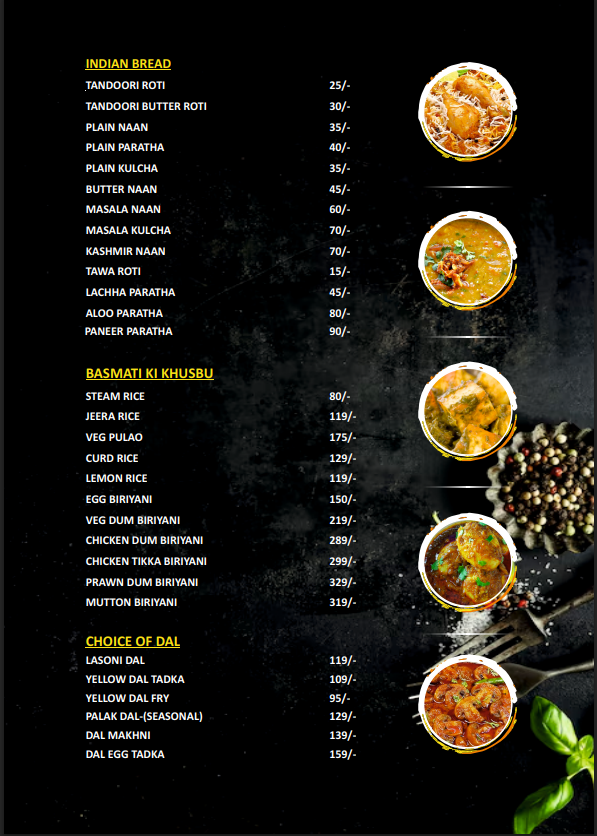 INDIAN BREAD
TANDOORI ROTI 25/-
TANDOORI BUTTER ROTI 30/-
PLAIN NAAN 35/-
PLAIN PARATHA 40/-
PLAIN KULCHA 35/-
BUTTER NAAN 45/-
MASALA NAAN 60/-
MASALA KULCHA 70/-
KASHMIR NAAN 70/-
TAWA ROTI 15/-
LACHHA PARATHA 45/-
ALOO PARATHA 80/-
PANEER PARATHA 90/-
BASMATI KI KHUSBU
STEAM RICE 80/-
JEERA RICE 119/-
VEG PULAO 175/-
CURD RICE 129/-
LEMON RICE 119/-
EGG BIRIYANI 150/-
VEG DUM BIRIYANI 219/-
CHICKEN DUM BIRIYANI 289/-
CHICKEN TIKKA BIRIYANI 299/-
PRAWN DUM BIRIYANI 329/-
MUTTON BIRIYANI 319/-
CHOICE OF DAL
LASONI DAL 119/-
YELLOW DAL TADKA 109/-
YELLOW DAL FRY 95/-
PALAK DAL-(SEASONAL) 129/-
DAL MAKHNI 139/-
DAL EGG TADKA 159/-